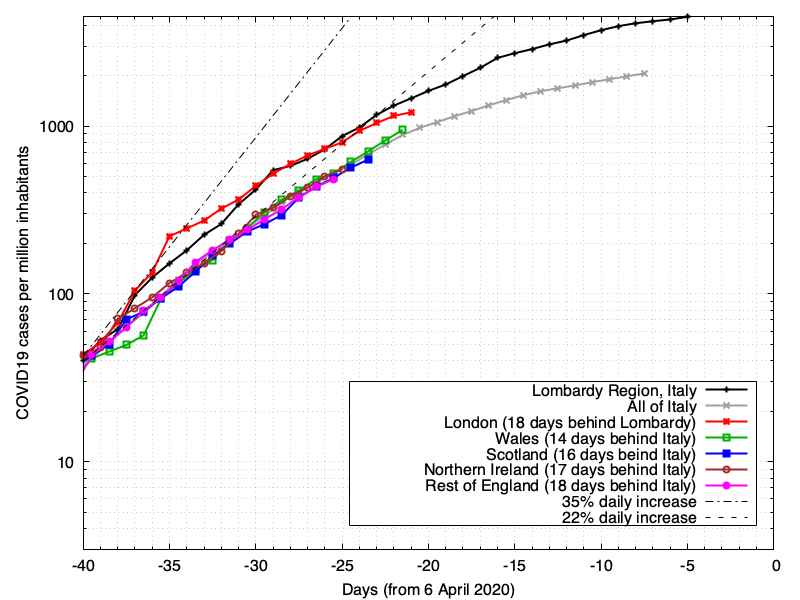 COVID19 cases per million inhabitants
1000
100
10
Lombardy Region, Italy
All of Italy
London (18 days behind Lombardy)
Wales (14 days behind Italy)
Scotland (16 days beind Italy)
Northern Ireland (17 days behind Italy)
Rest of England (18 days behind Italy)
35% daily increase
22% daily increase
-40 -35 -30 -25 -20 -15 -10 -5 0
Days (from 6 April 2020)